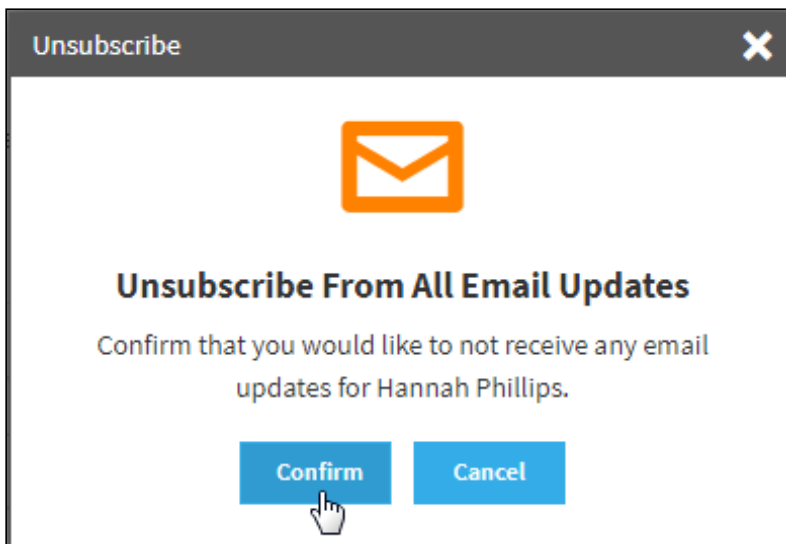 Unsubscribe
Unsubscribe From All Email Updates
Confirm that you would like to not receive any email
updates for Hannah Phillips.
Confirm Cancel